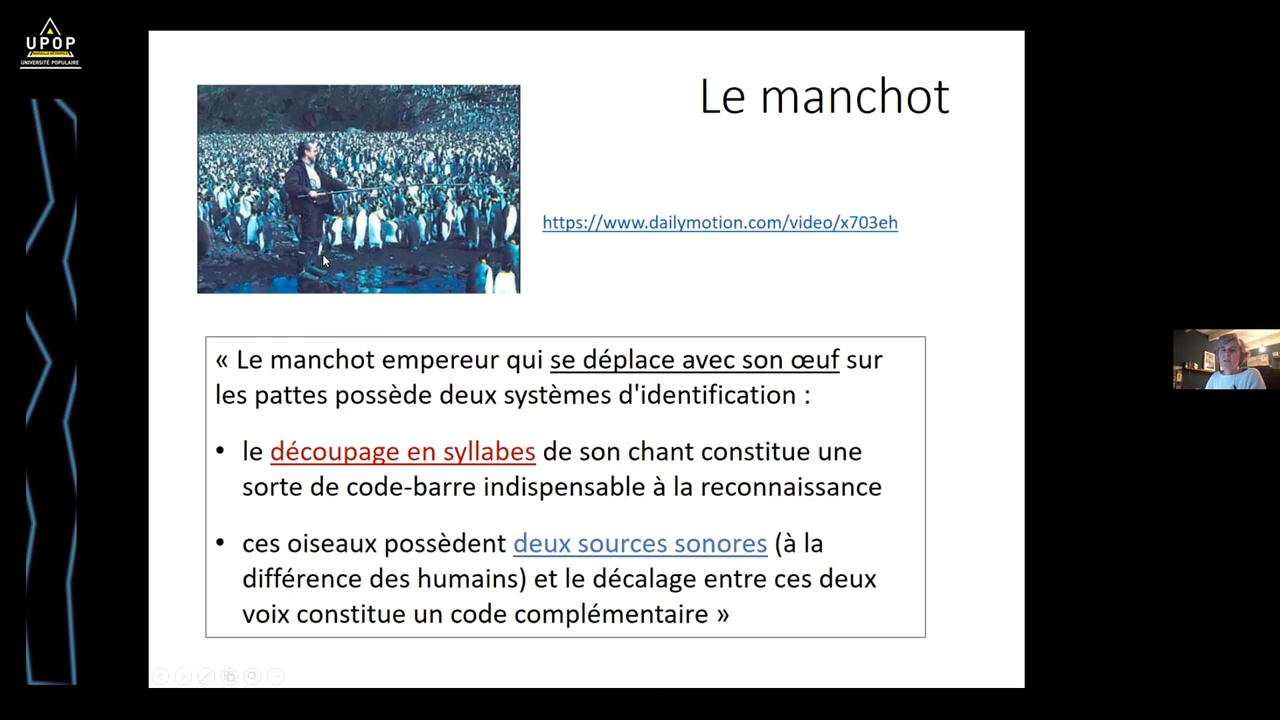 UPOP
UNIVERSITÉ POPULAIRE
Le manchot
https://www.dailymotion.com/video/x703eh
« Le manchot empereur qui se déplace avec son œuf sur
les pattes possède deux systèmes d'identification :
• le découpage en syllabes de son chant constitue une
sorte de code-barre indispensable à la reconnaissance
• ces oiseaux possèdent deux sources sonores (à la
différence des humains) et le décalage entre ces deux
voix constitue un code complémentaire »